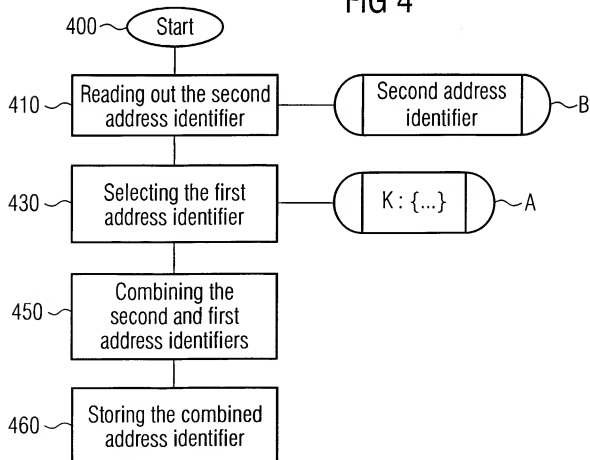 FIG 4
400
Start
410
Reading out the second
address identifier
Second address
identifier
B
430
Selecting the first
address identifier
K : {...}
A
450
Combining the
second and first
address identifiers
460
Storing the combined
address identifier